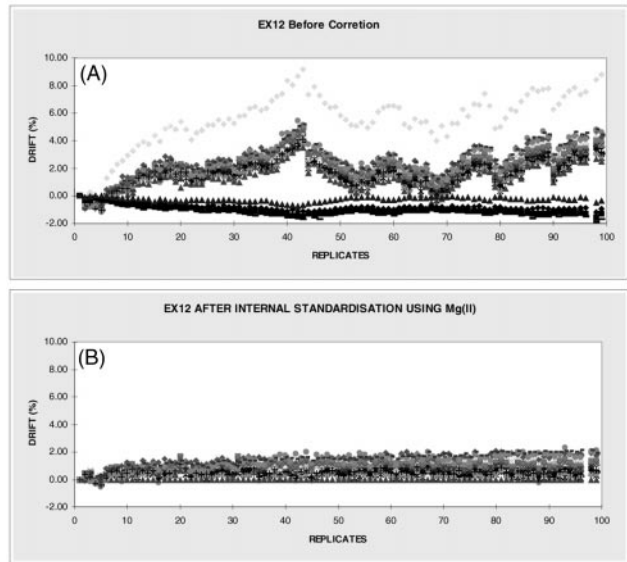 EX12 Before Corretion
(A)
10.00
8.00
6.00
4.00
2.00
0.00
-2.00
DRIFT (%)
0 10 20 30 40 50 60 70 80 90 100
REPLICATES
EX12 AFTER INTERNAL STANDARDISATION USING Mg(II)
(B)
10.00
8.00
6.00
4.00
2.00
0.00
-2.00
DRIFT (%)
0 10 20 30 40 50 60 70 80 90 100
REPLICATES